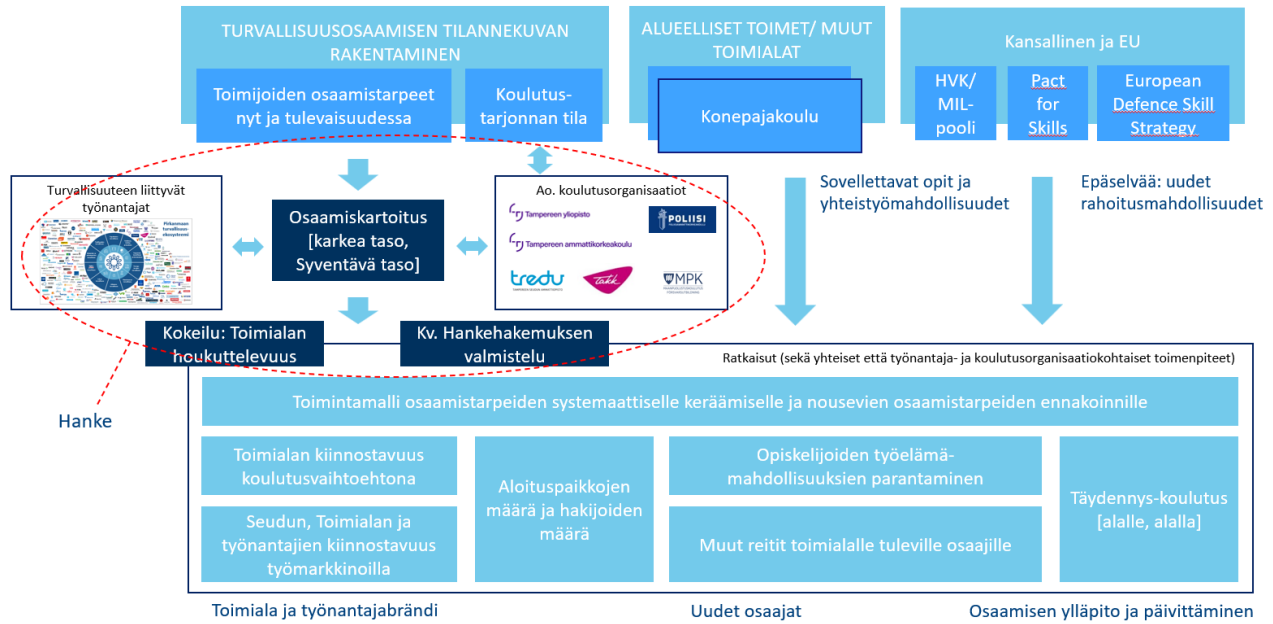 TURVALLISUUSOSAAMISEN TILANNEKUVAN
RAKENTAMINEN
Toimijoiden osaamistarpeet
nyt ja tulevaisuudessa
Koulutus-
tarjonnan tila
ALUEELLISET TOIMET/ MUUT
TOIMIALAT
Konepajakoulu
Kansallinen ja EU
HVK/
MIL-
pooli
Pact
for
Skills
European
Defence Skill
Strategy
Turvallisuuteen liittyvät
työnantajat
Pirkanmaan
turvallisuus-
ekosysteemi
Osaamiskartoitus
[karkea taso,
Syventävä taso]
Ao. koulutusorganisaatiot
Tampereen yliopisto
POLIISI
Tampereen ammattikorkeakoulu
tredu
takk
MPK
Sovellettavat opit ja
yhteistyömahdollisuudet
Epäselvää: uudet
rahoitusmahdollisuudet
Kokeilu: Toimialan
houkuttelevuus
Kv. Hankehakemuksen
valmistelu
Hanke
Ratkaisut (sekä yhteiset että työnantaja- ja koulutusorganisaatiokohtaiset toimenpiteet)
Toimintamalli osaamistarpeiden systemaattiselle keräämiselle ja nousevien osaamistarpeiden ennakoinnille
Toimialan kiinnostavuus
koulutusvaihtoehtona
Seudun, Toimialan ja
työnantajien kiinnostavuus
työmarkkinoilla
Aloituspaikkojen
määrä ja hakijoiden
määrä
Opiskelijoiden työelämä-
mahdollisuuksien parantaminen
Muut reitit toimialalle tuleville osaajille
Täydennys-koulutus
[alalle, alalla]
Toimiala ja työnantajabrändi
Uudet osaajat
Osaamisen ylläpito ja päivittäminen